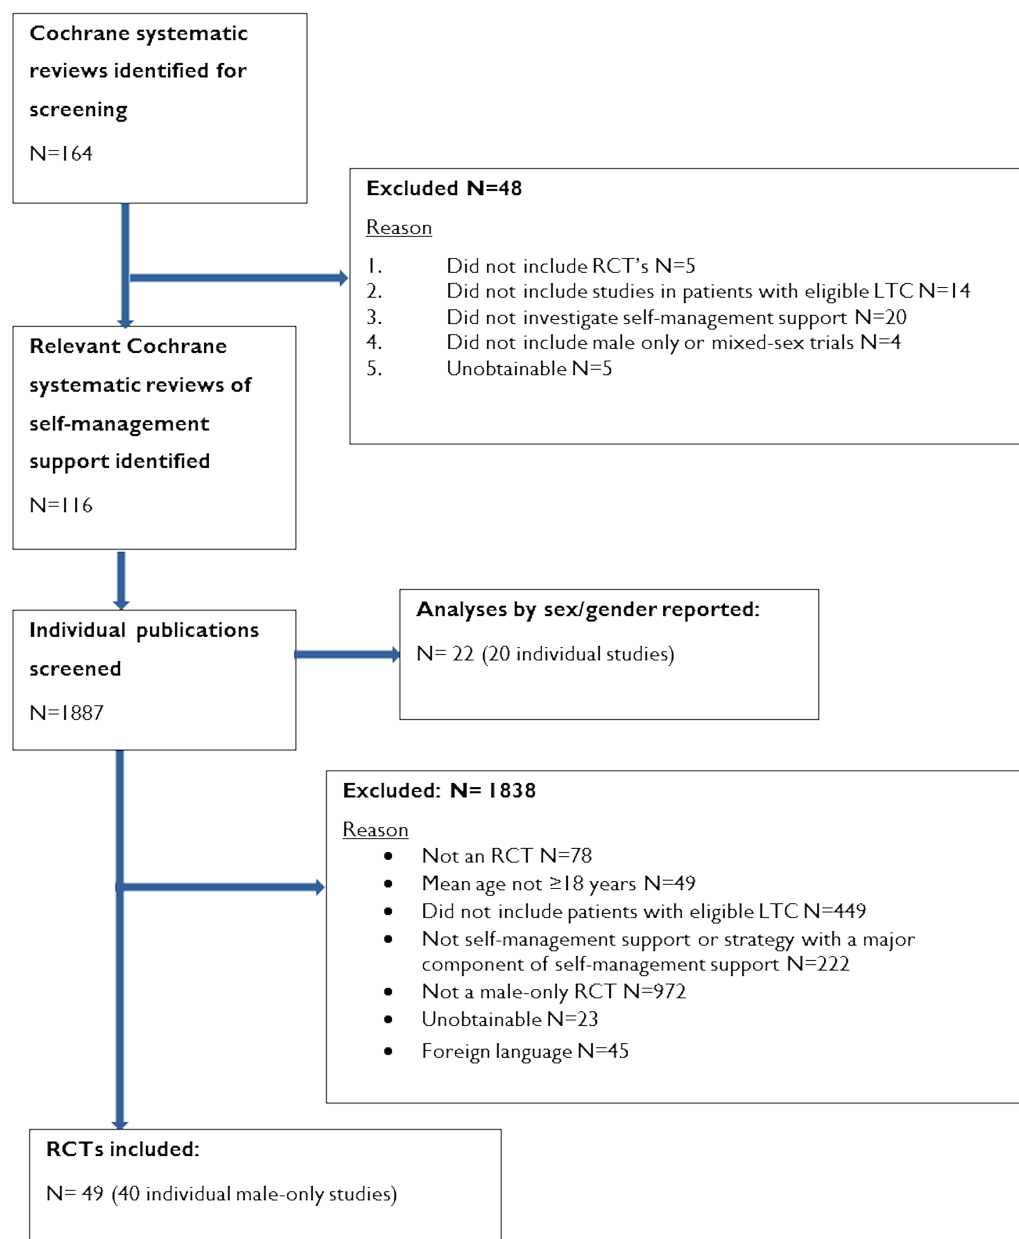 Cochrane systematic
reviews identified for
screening
N=164
Excluded N=48
Reason
1. Did not include RCT's N=5
2. Did not include studies in patients with eligible LTC N=14
3. Did not investigate self-management support N=20
4. Did not include male only or mixed-sex trials N=4
5. Unobtainable N=5
Relevant Cochrane
systematic reviews of
self-management
support identified
N=116
Individual publications
screened
N=1887
Analyses by sex/gender reported:
N= 22 (20 individual studies)
Excluded: N= 1838
Reason
• Not an RCT N=78
• Mean age not ≥18 years N=49
• Did not include patients with eligible LTC N=449
• Not self-management support or strategy with a major
component of self-management support N=222
• Not a male-only RCT N=972
• Unobtainable N=23
• Foreign language N=45
RCTs included:
N= 49 (40 individual male-only studies)